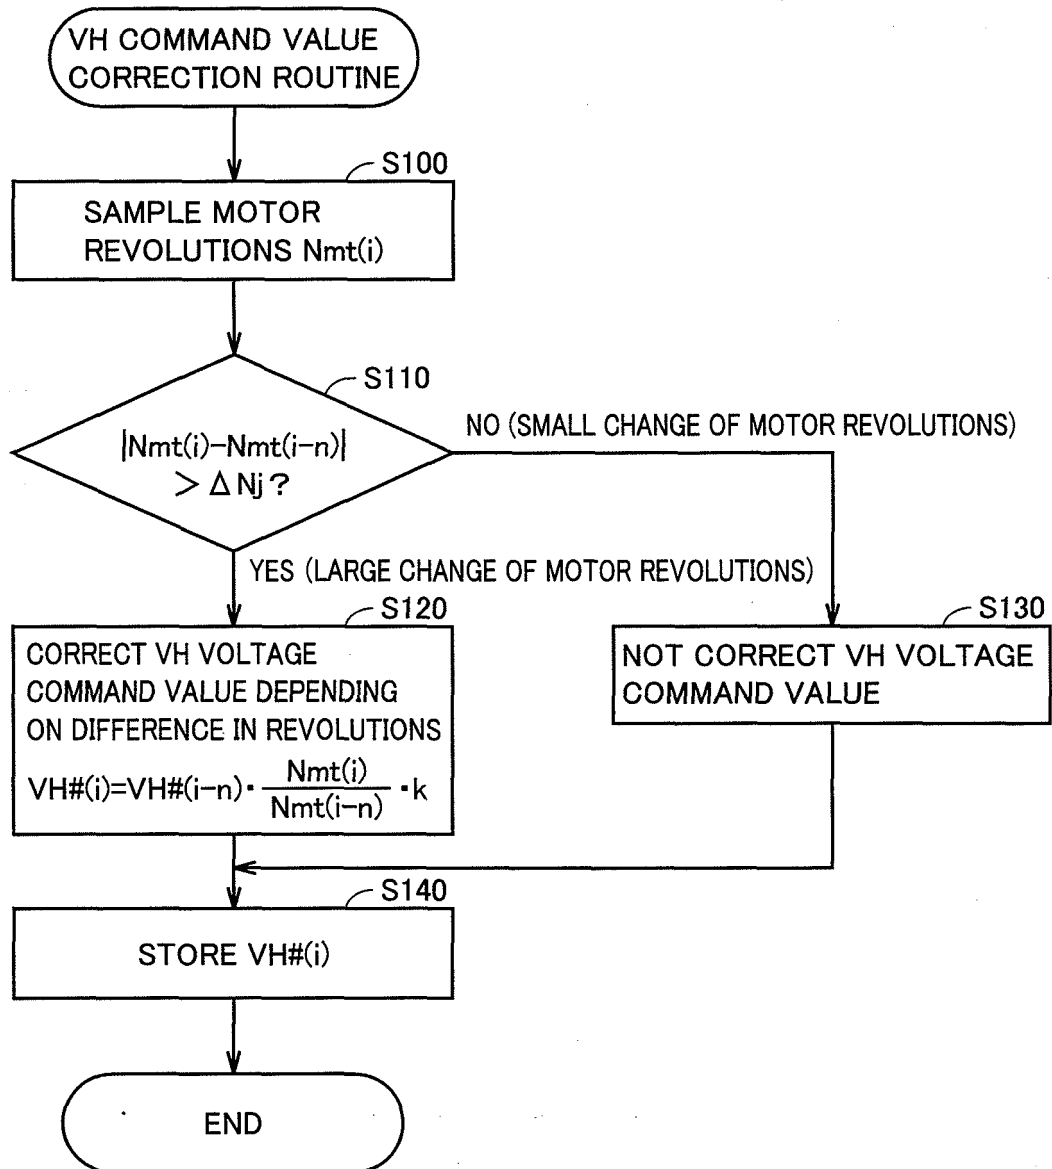 VH COMMAND VALUE
CORRECTION ROUTINE
S100
SAMPLE MOTOR
REVOLUTIONS Nmt(i)
S110
|Nmt(i)-Nmt(i-n)|
> Δ Nj ?
NO (SMALL CHANGE OF MOTOR REVOLUTIONS)
YES (LARGE CHANGE OF MOTOR REVOLUTIONS)
S120
CORRECT VH VOLTAGE
COMMAND VALUE DEPENDING
ON DIFFERENCE IN REVOLUTIONS
VH#(i)=VH#(i-n)・Nmt(i)/Nmt(i-n)・k
S130
NOT CORRECT VH VOLTAGE
COMMAND VALUE
S140
STORE VH#(i)
END